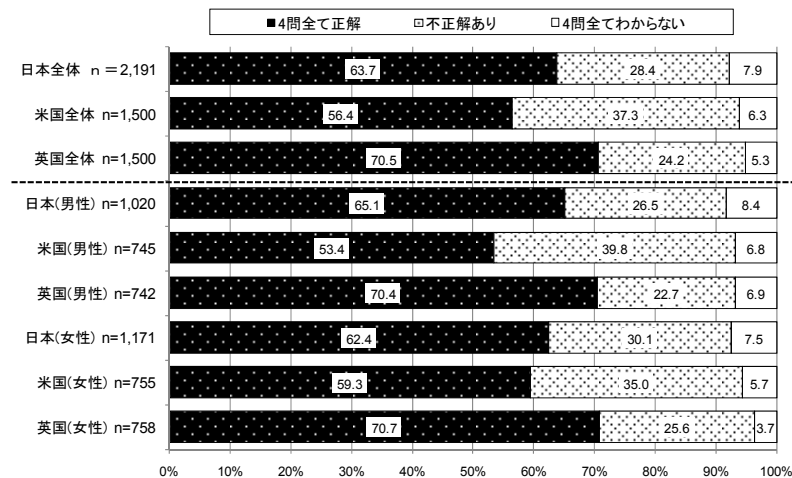 ■4問全て正解 不正解あり □4問全てわからない
日本全体 n＝2,191 63.7 28.4 7.9
米国全体 n=1,500 56.4 37.3 6.3
英国全体 n=1,500 70.5 24.2 5.3
日本(男性) n=1,020 65.1 26.5 8.4
米国(男性) n=745 53.4 39.8 6.8
英国(男性) n=742 70.4 22.7 6.9
日本(女性) n=1,171 62.4 30.1 7.5
米国(女性) n=755 59.3 35.0 5.7
英国(女性) n=758 70.7 25.6 3.7
0% 10% 20% 30% 40% 50% 60% 70% 80% 90% 100%